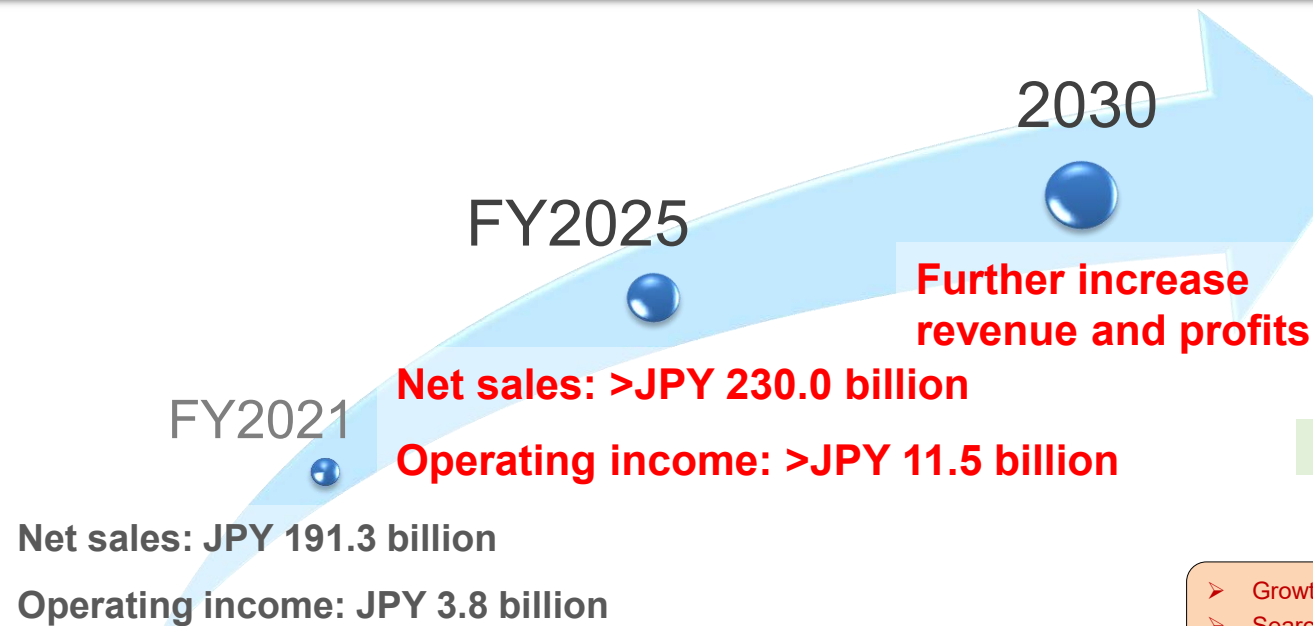 2030
FY2025
Further increase
revenue and profits
Net sales: >JPY 230.0 billion
Operating income: >JPY 11.5 billion
FY2021
Net sales: JPY 191.3 billion
Operating income: JPY 3.8 billion